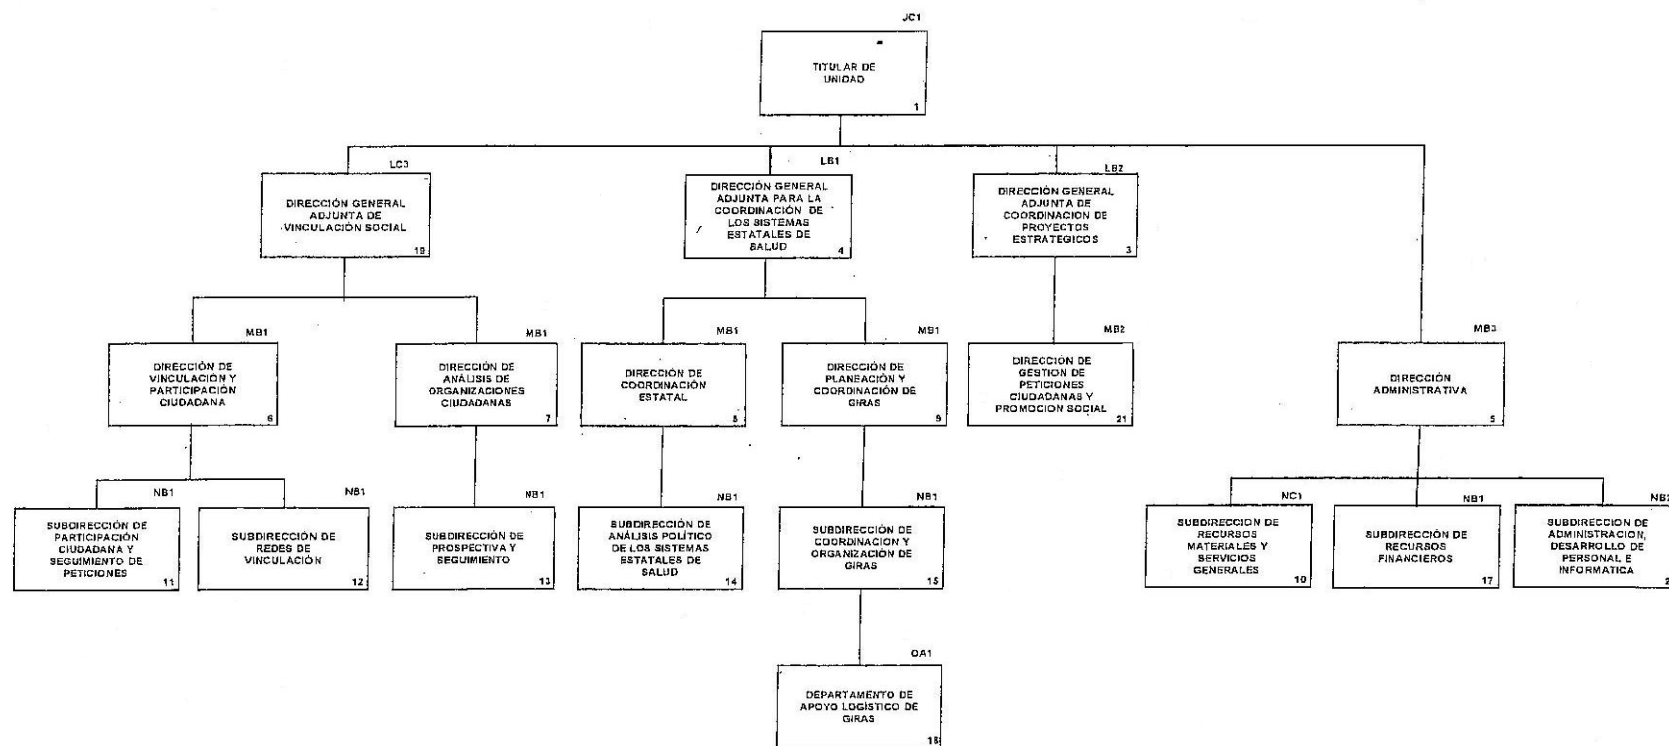 JC1
TITULAR DE
UNIDAD
1
LC3
DIRECCIÓN GENERAL
ADJUNTA DE
VINCULACIÓN SOCIAL
LB1
DIRECCIÓN GENERAL
ADJUNTA PARA LA
COORDINACIÓN DE
LOS SISTEMAS
ESTATALES DE
SALUD
4
LB2
DIRECCIÓN GENERAL
ADJUNTA DE
COORDINACION DE
PROYECTOS
ESTRATEGICOS
3
MB1
DIRECCIÓN DE
VINCULACIÓN Y
PARTICIPACIÓN
CIUDADANA
6
MB1
DIRECCIÓN DE
ANÁLISIS DE
ORGANIZACIONES
CIUDADANAS
7
MB1
DIRECCIÓN DE
COORDINACIÓN
ESTATAL
MB1
DIRECCIÓN DE
PLANEACIÓN Y
COORDINACIÓN DE
GIRAS
MB2
DIRECCIÓN DE
GESTION DE
PETICIONES
CIUDADANAS Y
PROMOCION SOCIAL
21
MB3
DIRECCIÓN
ADMINISTRATIVA
5
NB1
SUBDIRECCIÓN DE
PARTICIPACIÓN
CIUDADANA Y
SEGUIMIENTO DE
PETICIONES
11
NB1
SUBDIRECCIÓN DE
REDES DE
VINCULACIÓN
12
NB1
SUBDIRECCIÓN DE
PROSPECTIVA Y
SEGUIMIENTO
13
NB1
SUBDIRECCIÓN DE
ANÁLISIS POLÍTICO
DE LOS SISTEMAS
ESTATALES DE
SALUD
14
NB1
SUBDIRECCIÓN DE
COORDINACION Y
ORGANIZACIÓN DE
GIRAS
15
SUBDIRECCION DE
RECURSOS
MATERIALES Y
SERVICIOS
GENERALES
NB1
SUBDIRECCIÓN DE
RECURSOS
FINANCIEROS
17
NB2
SUBDIRECCION DE
ADMINISTRACION,
DESARROLLO DE
PERSONAL E
INFORMATICA
OA1
DEPARTAMENTO DE
APOYO LOGÍSTICO DE
GIRAS